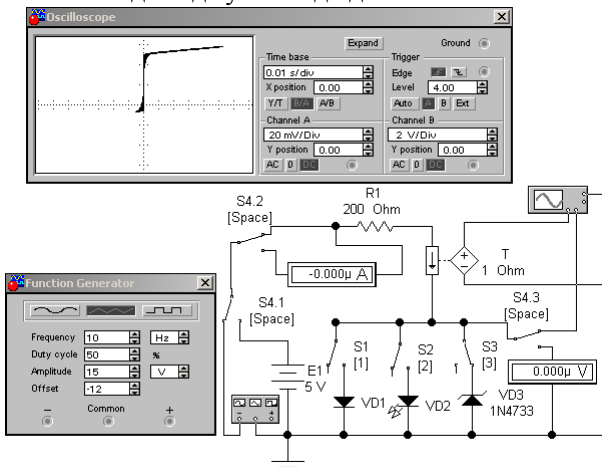 Oscilloscope
Expand
Ground
Time base
0.01 s/div
X position 0.00
Y/T B/A A/B
Trigger
Edge
Level 4.00
Auto A B Ext
Channel A
20 mV/Div
Y position 0.00
AC 0 DC
Channel B
2 V/Div
Y position 0.00
AC 0 DC
S4.2
[Space]
R1
200 Ohm
-0.000µ A
T
1 Ohm
Function Generator
Frequency 10 Hz
Duty cycle 50 %
Amplitude 15 V
Offset -12
− Common +
S4.1
[Space]
E1
5 V
S1
[1]
S2
[2]
S3
[3]
S4.3
[Space]
0.000µ V
VD1
VD2
VD3
1N4733